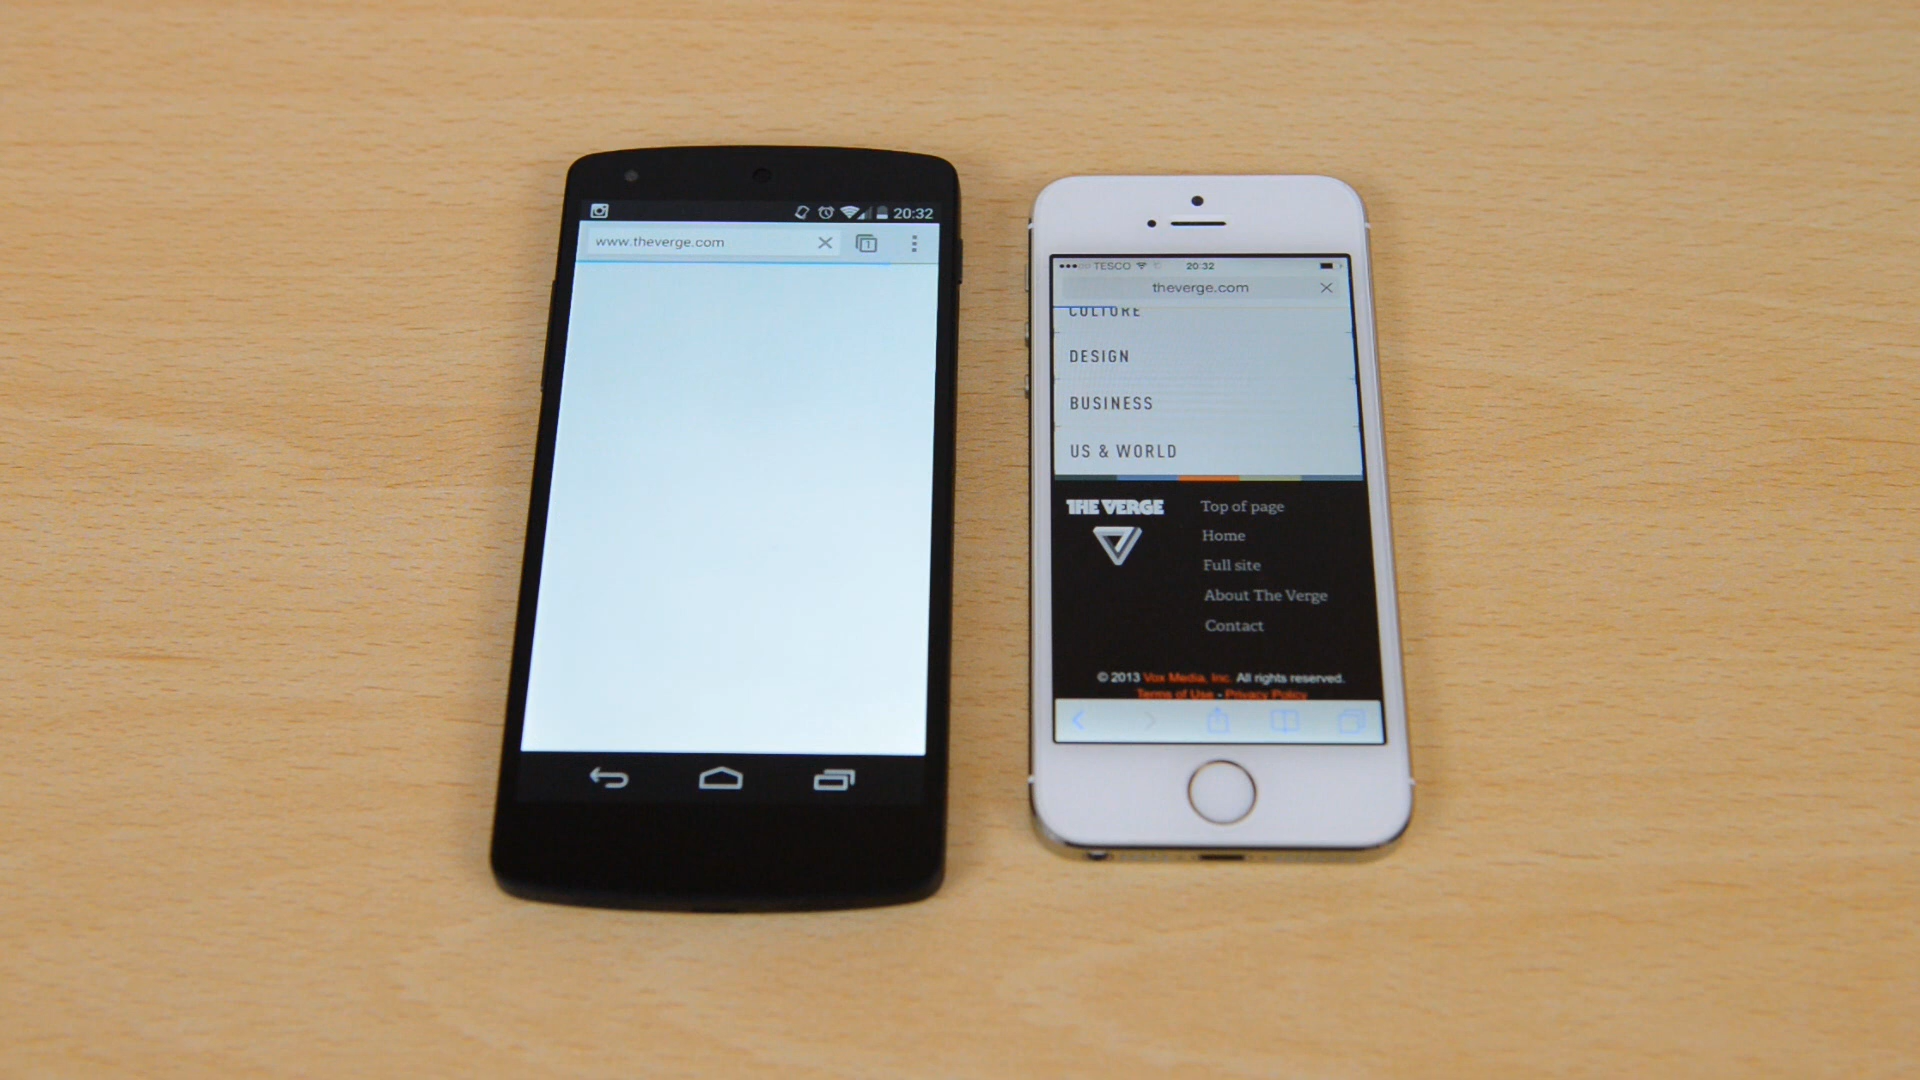 20:32
www.theverge.com
1
TESCO 20:32
theverge.com
CULTURE
DESIGN
BUSINESS
US & WORLD
THE VERGE
Top of page
Home
Full site
About The Verge
Contact
© 2013 Vox Media, Inc. All rights reserved.
Terms of Use - Privacy Policy